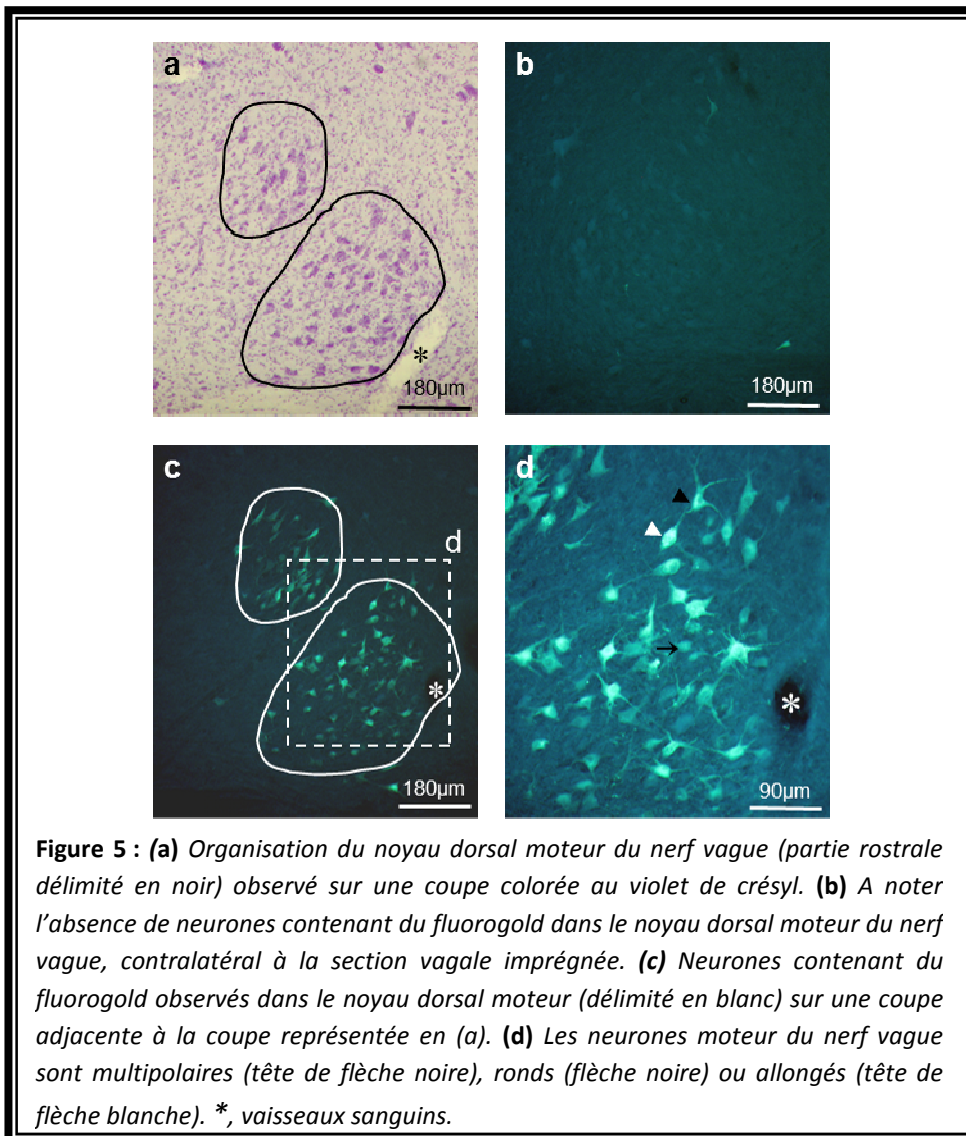 a
b
*
180µm
180µm
c
d
d
*
*
180µm
90µm
Figure 5 : (a) Organisation du noyau dorsal moteur du nerf vague (partie rostrale
délimité en noir) observé sur une coupe colorée au violet de crésyl. (b) A noter
l’absence de neurones contenant du fluorogold dans le noyau dorsal moteur du nerf
vague, contralatéral à la section vagale imprégnée. (c) Neurones contenant du
fluorogold observés dans le noyau dorsal moteur (délimité en blanc) sur une coupe
adjacente à la coupe représentée en (a). (d) Les neurones moteur du nerf vague
sont multipolaires (tête de flèche noire), ronds (flèche noire) ou allongés (tête de
flèche blanche). *, vaisseaux sanguins.